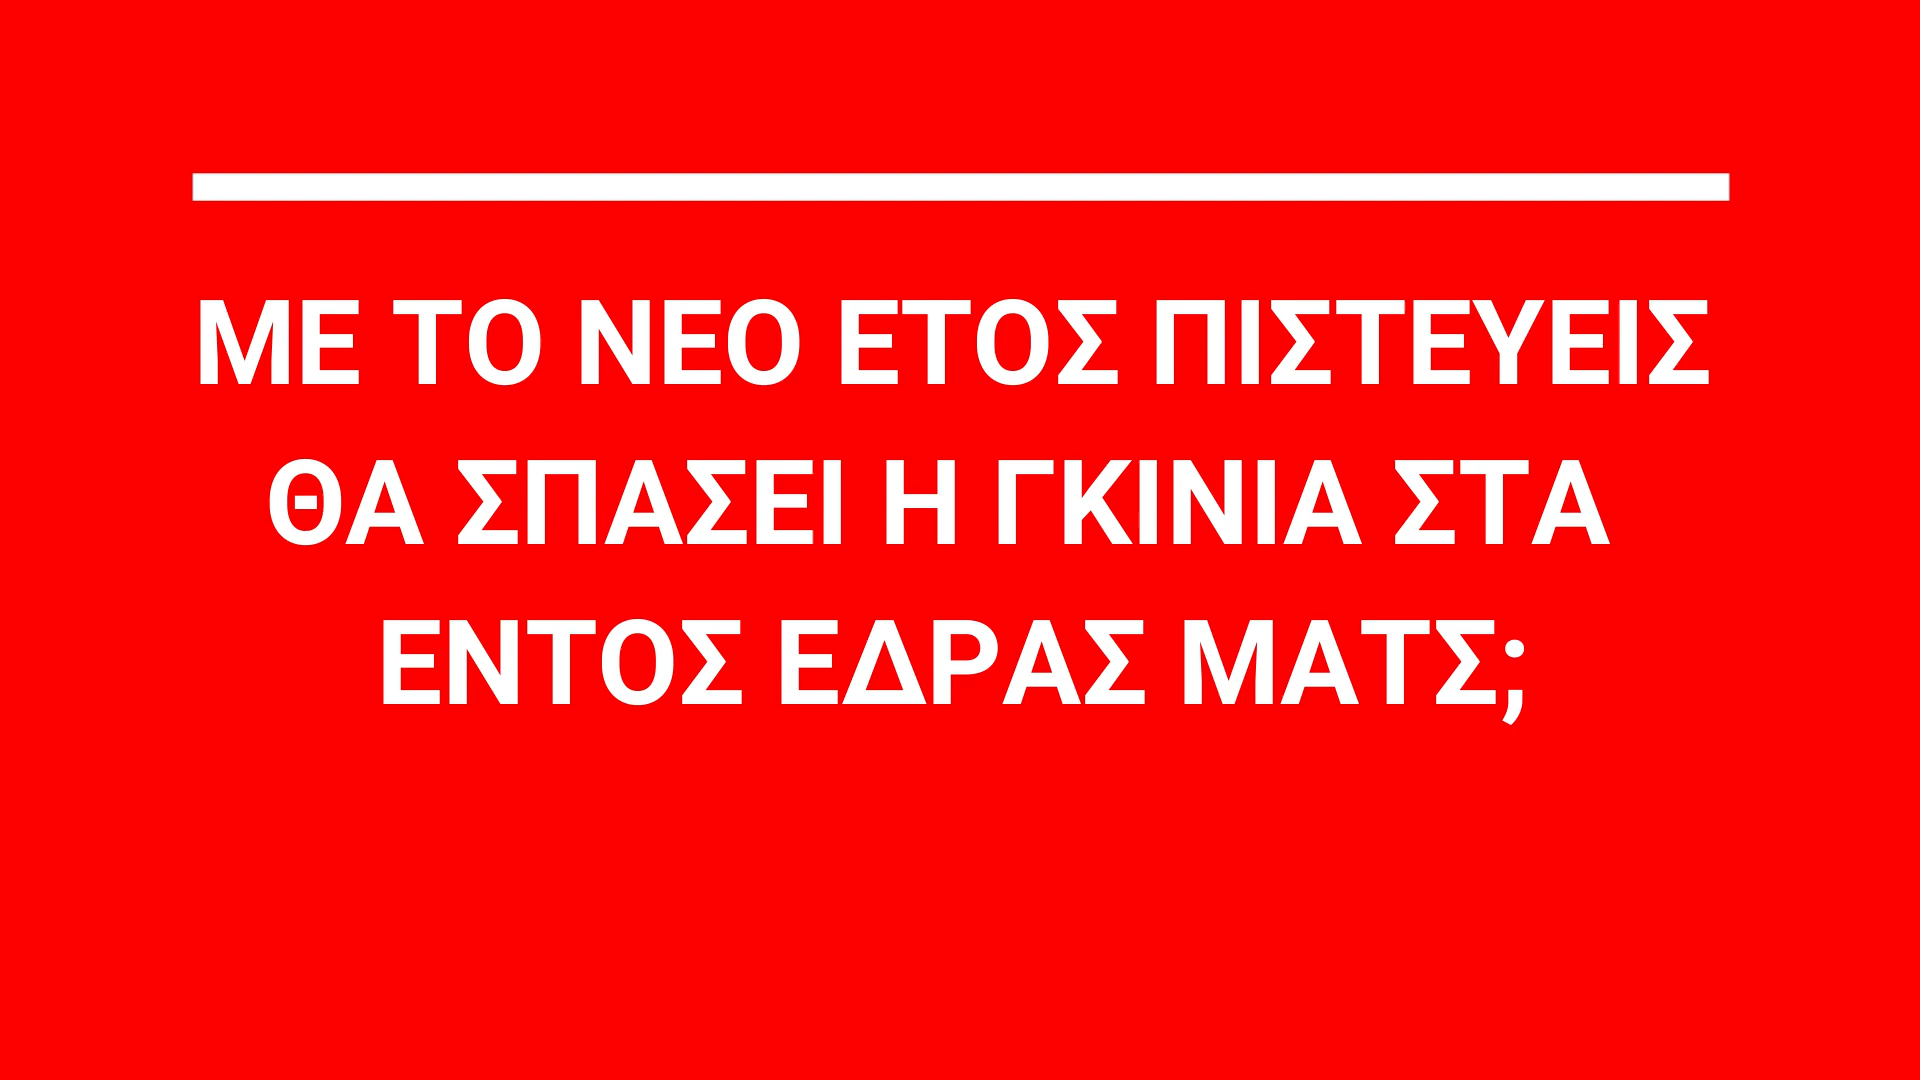 ΜΕ ΤΟ ΝΕΟ ΕΤΟΣ ΠΙΣΤΕΥΕΙΣ
ΘΑ ΣΠΑΣΕΙ Η ΓΚΙΝΙΑ ΣΤΑ
ΕΝΤΟΣ ΕΔΡΑΣ ΜΑΤΣ;